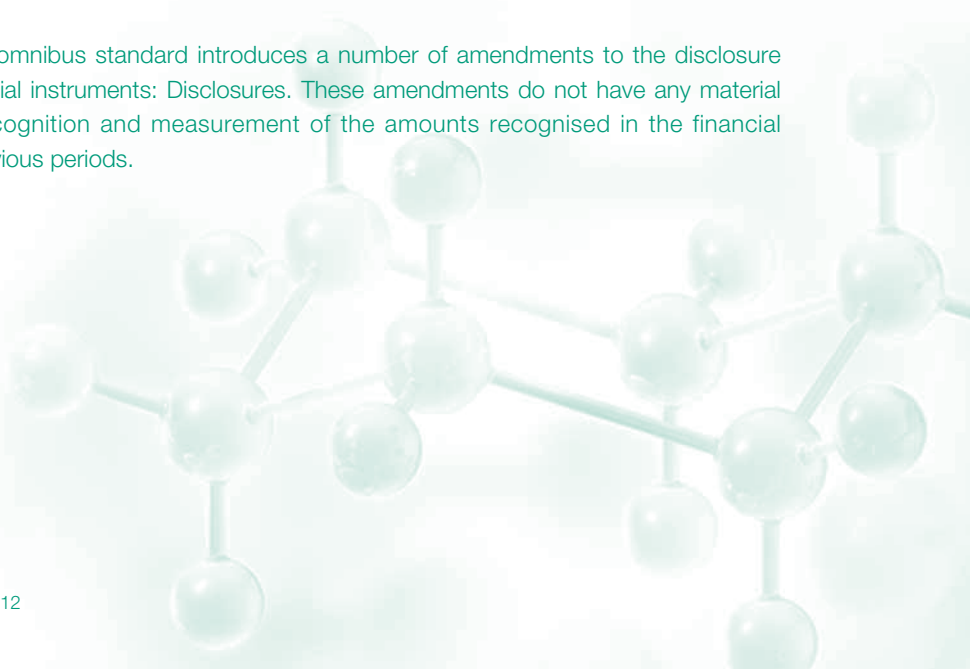 omnibus standard introduces a number of amendments to the disclosure
ial instruments: Disclosures. These amendments do not have any material
cognition and measurement of the amounts recognised in the financial
vious periods.
12